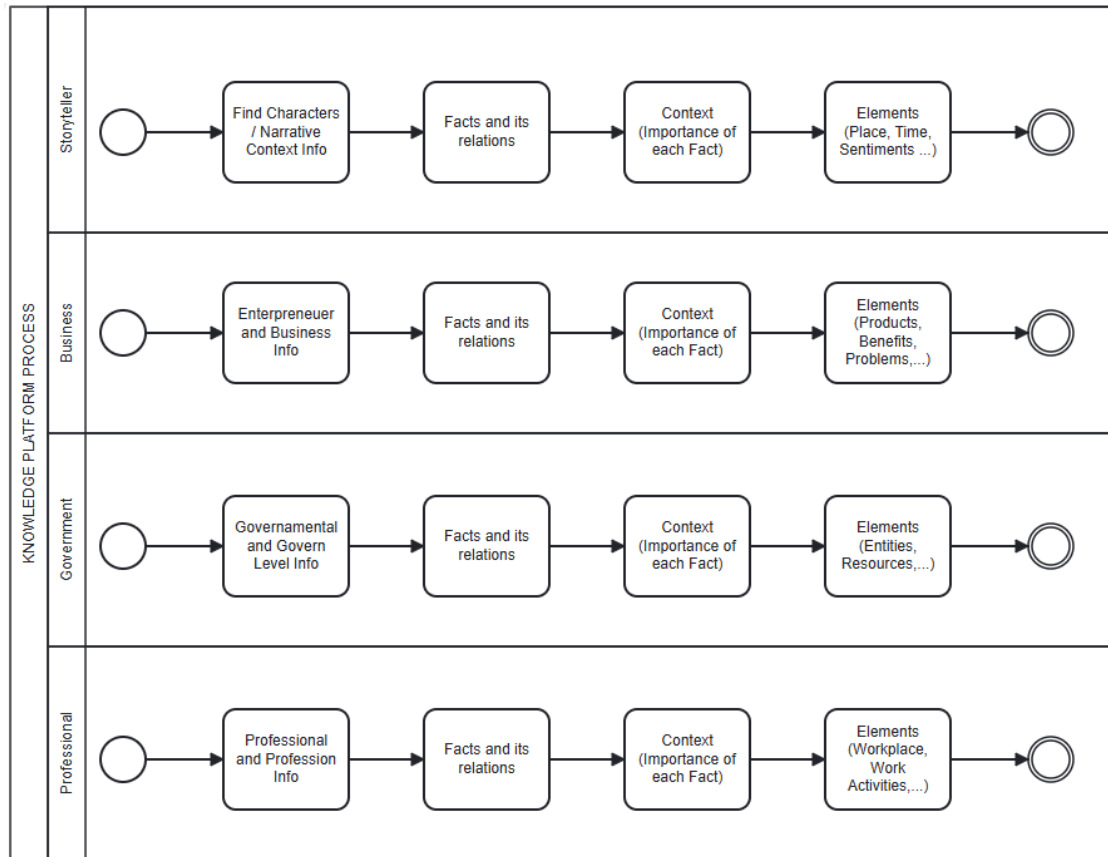 KNOWLEDGE PLATFORM PROCESS
Storyteller
Find Characters
/ Narrative
Context Info
Facts and its
relations
Context
(Importance of
each Fact)
Elements
(Place, Time,
Sentiments ...)
Business
Enterpreneuer
and Business
Info
Facts and its
relations
Context
(Importance of
each Fact)
Elements
(Products,
Benefits,
Problems,...)
Government
Governamental
and Govern
Level Info
Facts and its
relations
Context
(Importance of
each Fact)
Elements
(Entities,
Resources,...)
Professional
Professional
and Profession
Info
Facts and its
relations
Context
(Importance of
each Fact)
Elements
(Workplace,
Work
Activities,...)